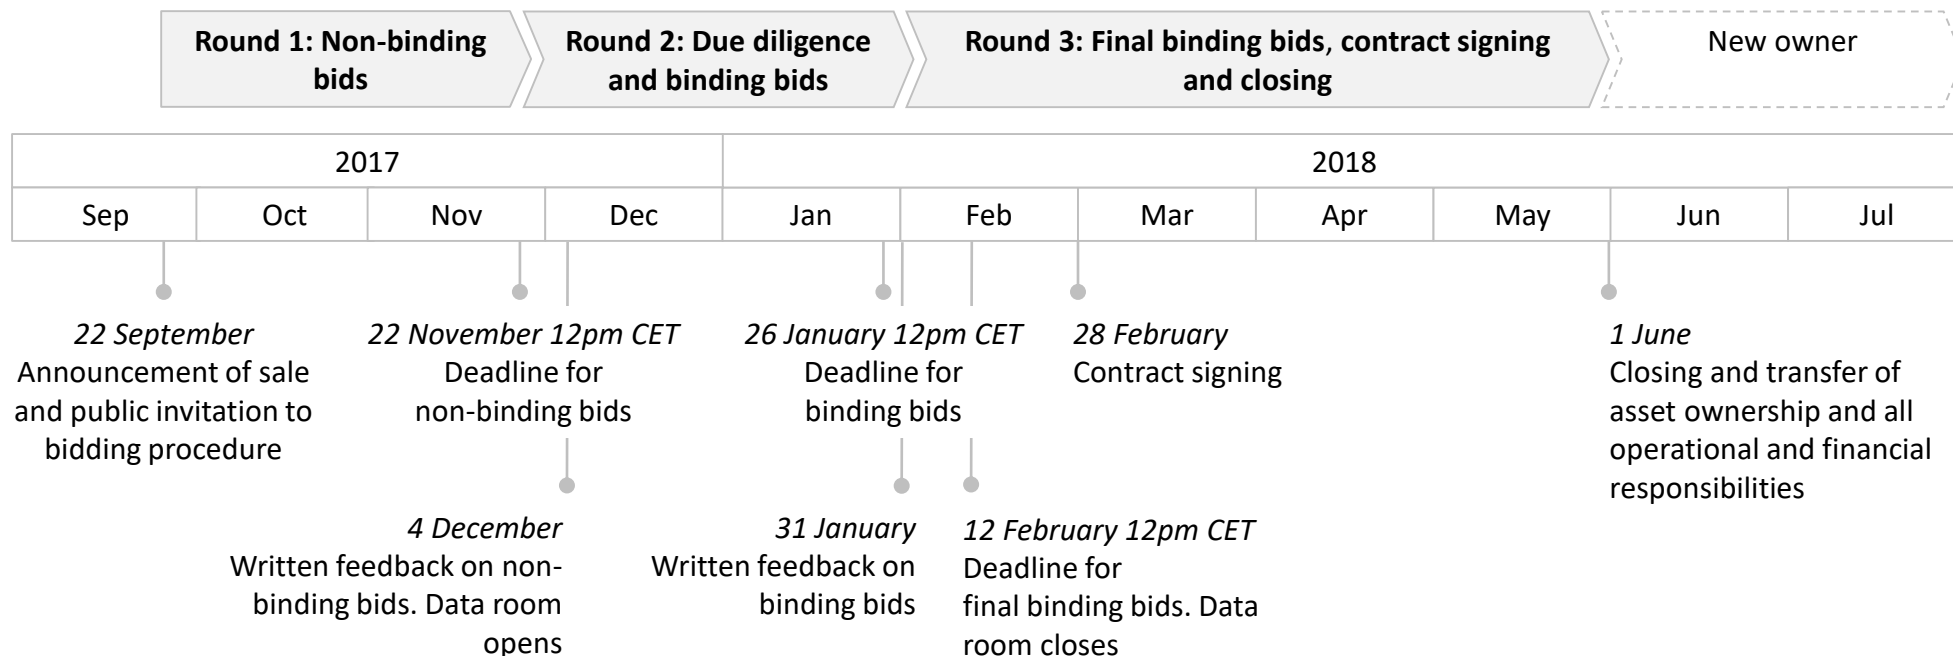 Round 1: Non-binding
bids
Round 2: Due diligence
and binding bids
Round 3: Final binding bids, contract signing
and closing
New owner
2017
2018
Sep
Oct
Nov
Dec
Jan
Feb
Mar
Apr
May
Jun
Jul
22 September
Announcement of sale
and public invitation to
bidding procedure
22 November 12pm CET
Deadline for
non-binding bids
26 January 12pm CET
Deadline for
binding bids
28 February
Contract signing
1 June
Closing and transfer of
asset ownership and all
operational and financial
responsibilities
4 December
Written feedback on non-
binding bids. Data room
opens
31 January
Written feedback on
binding bids
12 February 12pm CET
Deadline for
final binding bids. Data
room closes